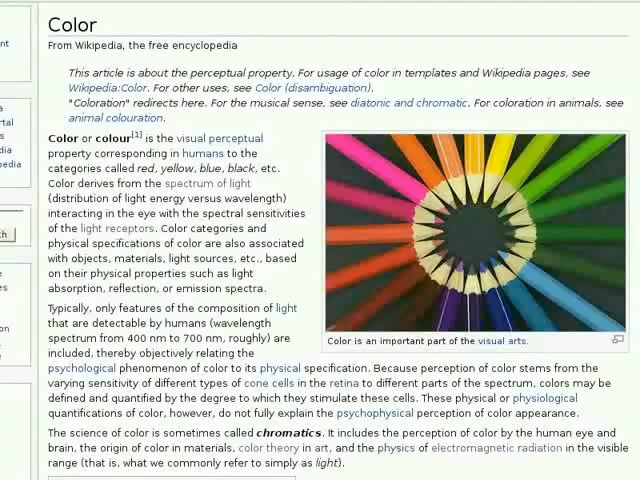 Color
From Wikipedia, the free encyclopedia
This article is about the perceptual property. For usage of color in templates and Wikipedia pages, see
Wikipedia:Color. For other uses, see Color (disambiguation).
"Coloration" redirects here. For the musical sense, see diatonic and chromatic. For coloration in animals, see
animal colouration.
Color or colour[1] is the visual perceptual
property corresponding in humans to the
categories called red, yellow, blue, black, etc.
Color derives from the spectrum of light
(distribution of light energy versus wavelength)
interacting in the eye with the spectral sensitivities
of the light receptors. Color categories and
physical specifications of color are also associated
with objects, materials, light sources, etc., based
on their physical properties such as light
absorption, reflection, or emission spectra.
Color is an important part of the visual arts.
Typically, only features of the composition of light
that are detectable by humans (wavelength
spectrum from 400 nm to 700 nm, roughly) are
included, thereby objectively relating the
psychological phenomenon of color to its physical specification. Because perception of color stems from the
varying sensitivity of different types of cone cells in the retina to different parts of the spectrum, colors may be
defined and quantified by the degree to which they stimulate these cells. These physical or physiological
quantifications of color, however, do not fully explain the psychophysical perception of color appearance.
The science of color is sometimes called chromatics. It includes the perception of color by the human eye and
brain, the origin of color in materials, color theory in art, and the physics of electromagnetic radiation in the visible
range (that is, what we commonly refer to simply as light).